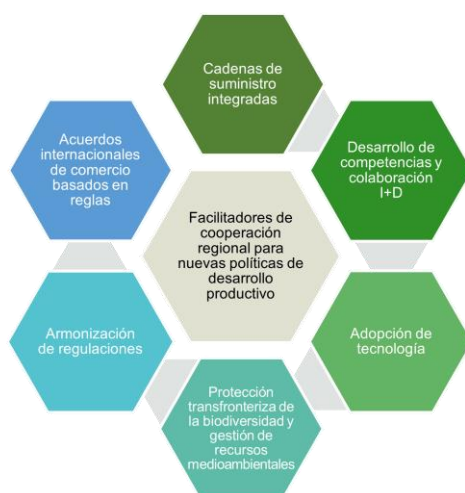 Cadenas de
suministro
integradas
Acuerdos
internacionales
de comercio
basados en
reglas
Desarrollo de
competencias y
colaboración
I+D
Facilitadores de
cooperación
regional para
nuevas políticas de
desarrollo
productivo
Armonización
de regulaciones
Adopción de
tecnología
Protección
transfronteriza de
la biodiversidad y
gestión de
recursos
medioambientales